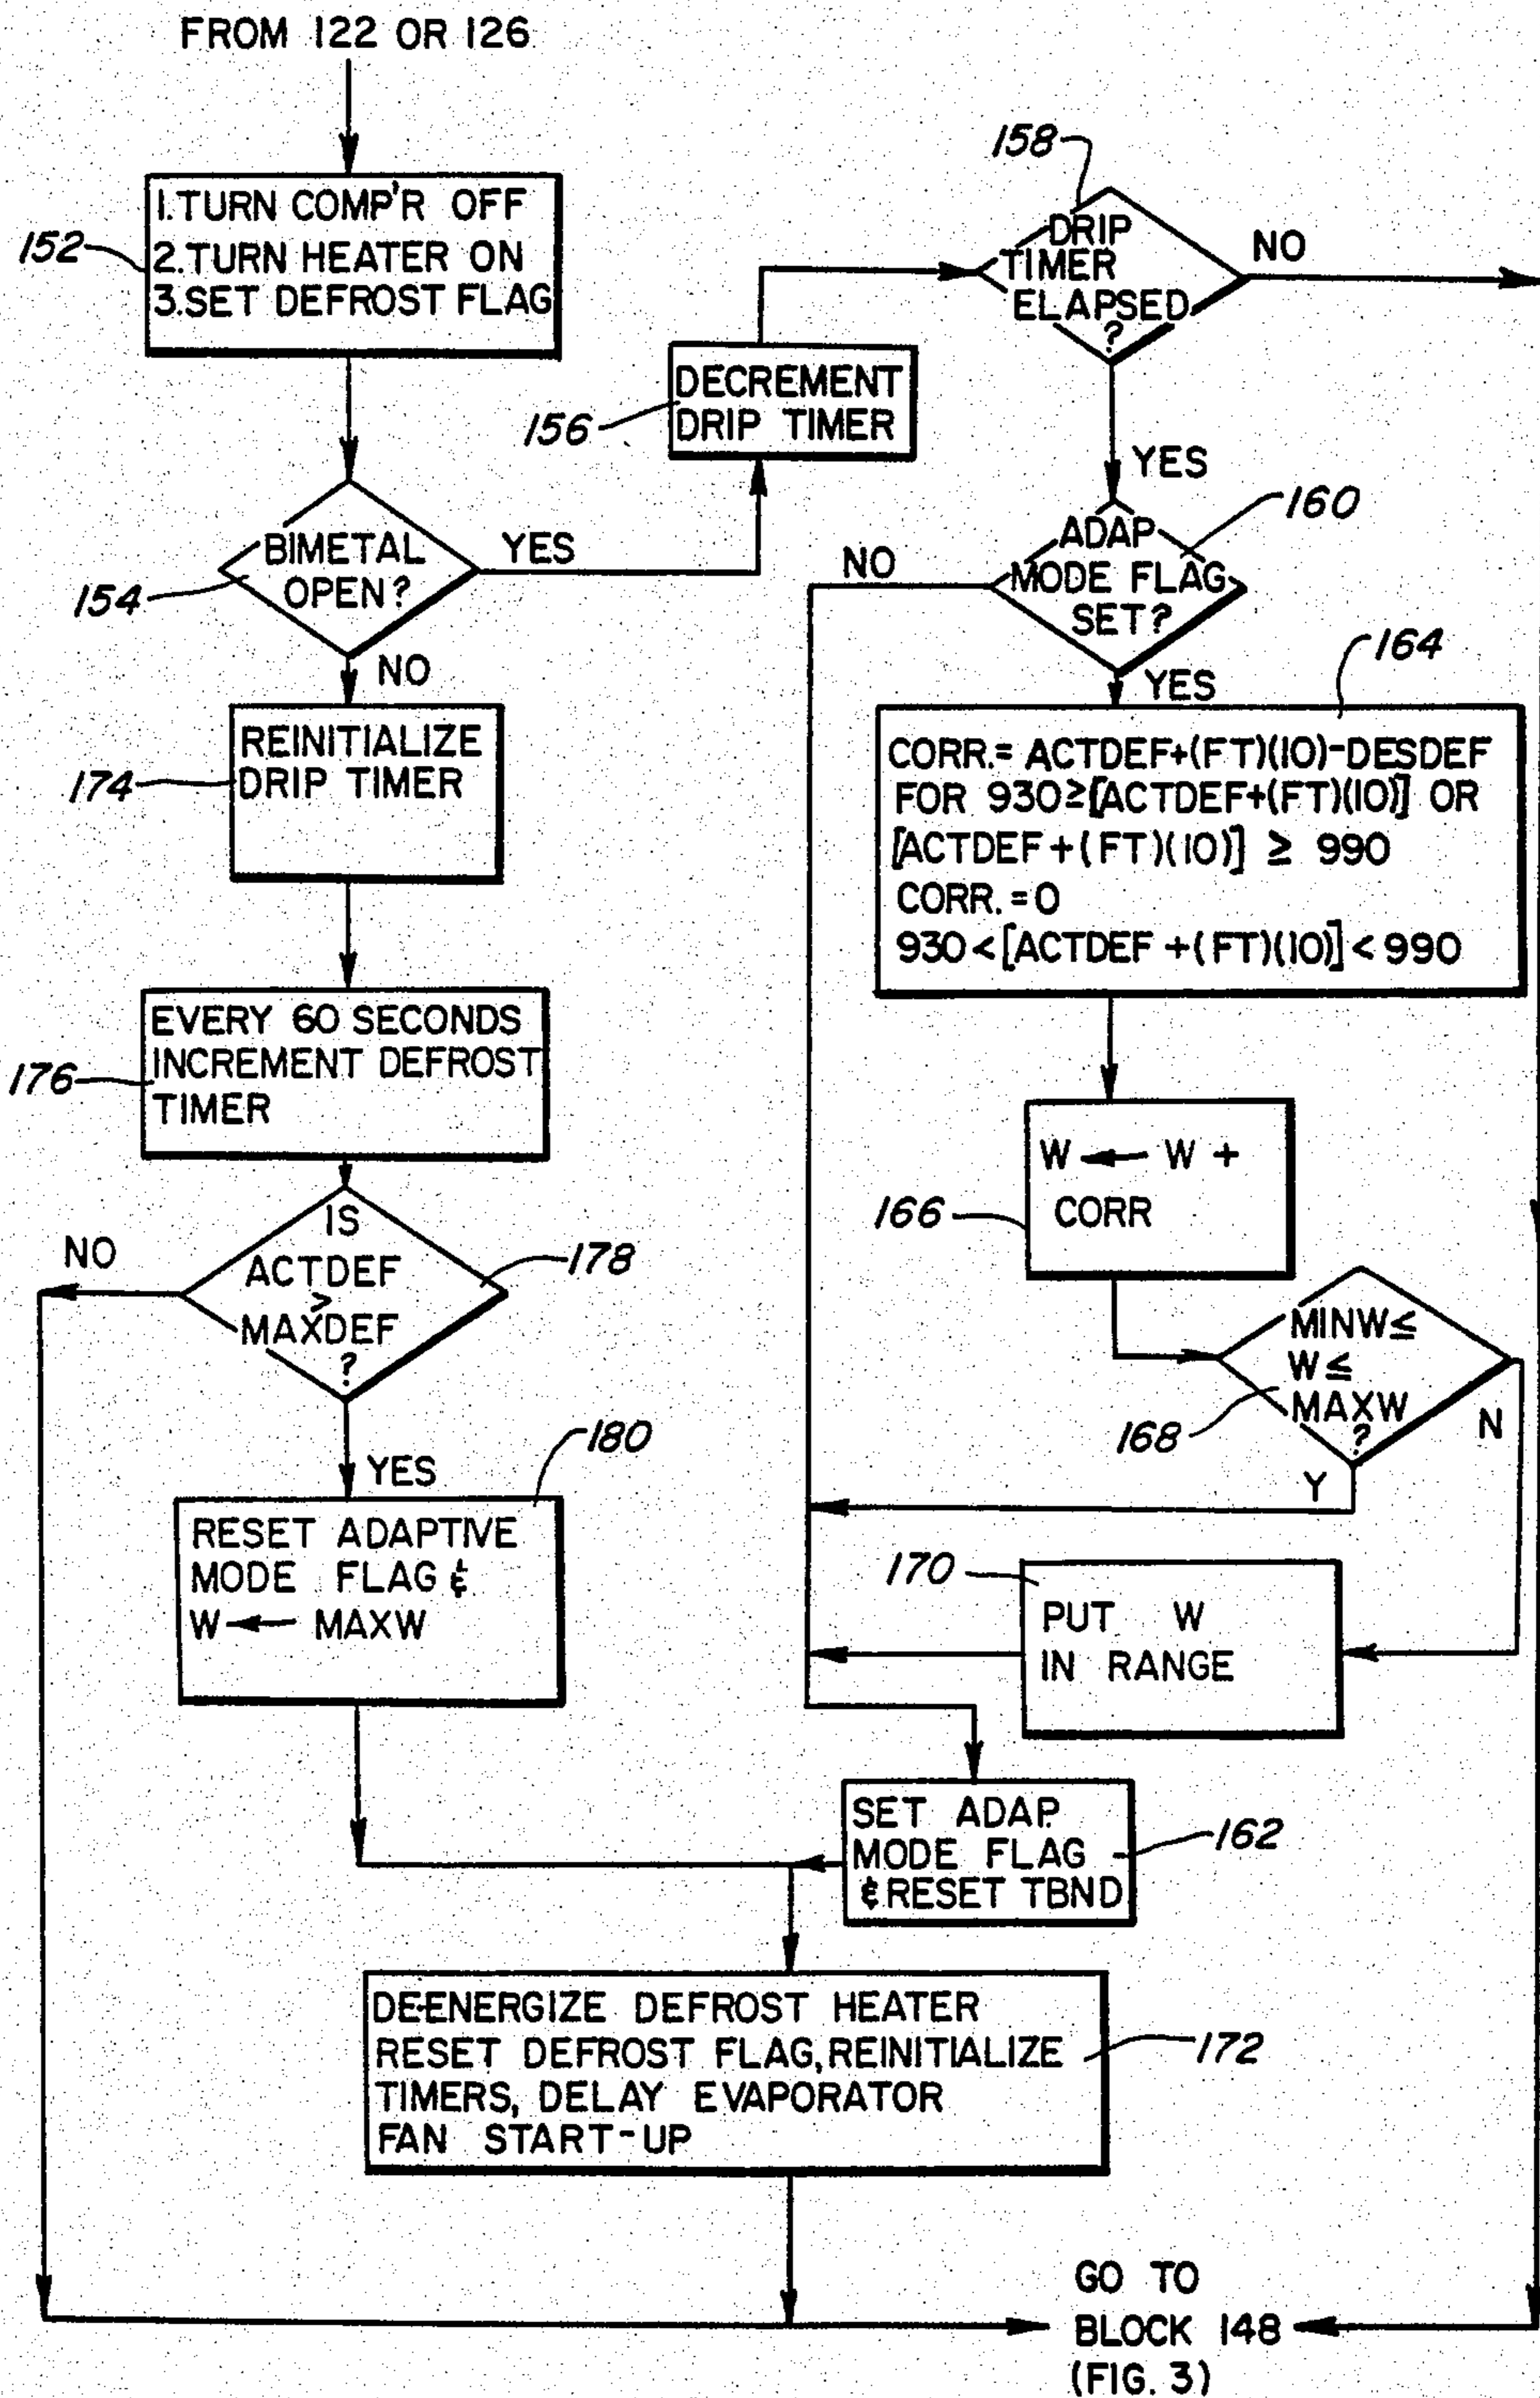 FROM 122 OR 126
152
1. TURN COMP'R OFF
2. TURN HEATER ON
3. SET DEFROST FLAG
154
BIMETAL
OPEN?
YES
NO
156
DECREMENT
DRIP TIMER
158
DRIP
TIMER
ELAPSED
?
NO
YES
160
ADAP
MODE FLAG
SET?
NO
YES
164
CORR.= ACTDEF+(FT)(10)-DESDEF
FOR 930≥[ACTDEF+(FT)(10)] OR
[ACTDEF+(FT)(10)] ≥ 990
CORR.=0
930<[ACTDEF+(FT)(10)]<990
166
W ← W +
CORR
168
MINW≤
W≤
MAXW
?
N
Y
170
PUT W
IN RANGE
174
REINITIALIZE
DRIP TIMER
176
EVERY 60 SECONDS
INCREMENT DEFROST
TIMER
178
IS
ACTDEF
>
MAXDEF
?
NO
YES
180
RESET ADAPTIVE
MODE FLAG &
W ← MAXW
162
SET ADAP.
MODE FLAG
& RESET TBND
172
DE-ENERGIZE DEFROST HEATER
RESET DEFROST FLAG, REINITIALIZE
TIMERS, DELAY EVAPORATOR
FAN START-UP
GO TO
BLOCK 148
(FIG. 3)